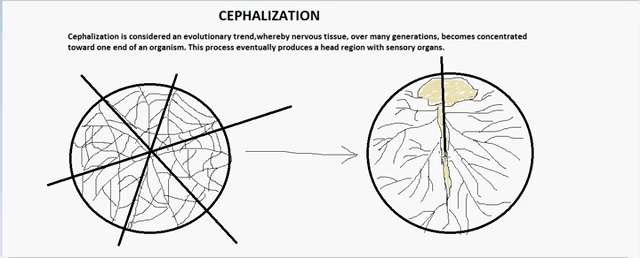 CEPHALIZATION
Cephalization is considered an evolutionary trend,whereby nervous tissue, over many generations, becomes concentrated
toward one end of an organism. This process eventually produces a head region with sensory organs.